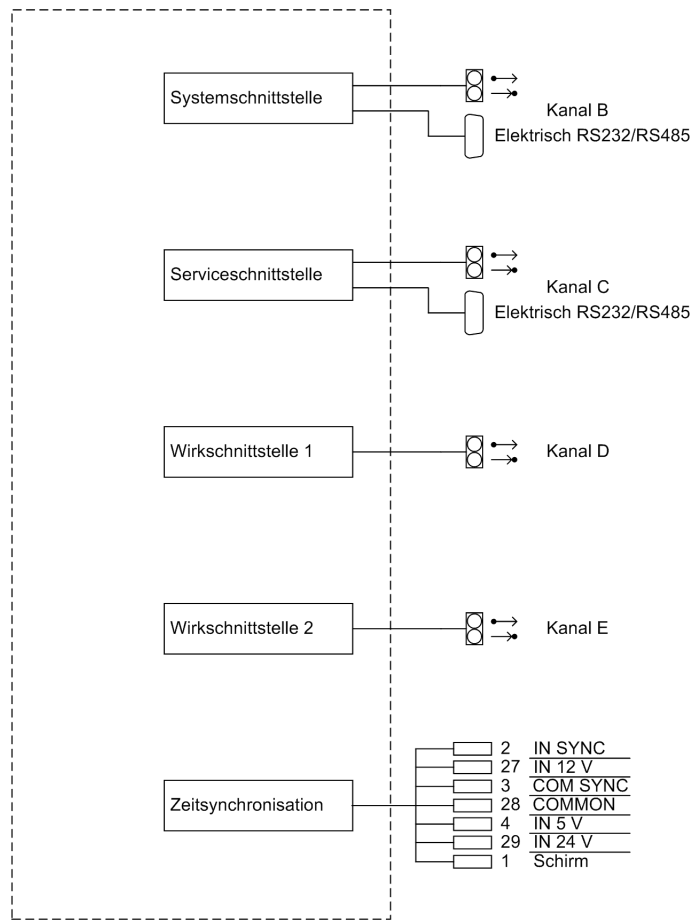 Systemschnittstelle
Kanal B
Elektrisch RS232/RS485
Serviceschnittstelle
Kanal C
Elektrisch RS232/RS485
Wirkschnittstelle 1
Kanal D
Wirkschnittstelle 2
Kanal E
Zeitsynchronisation
2 IN SYNC
27 IN 12 V
3 COM SYNC
28 COMMON
4 IN 5 V
29 IN 24 V
1 Schirm